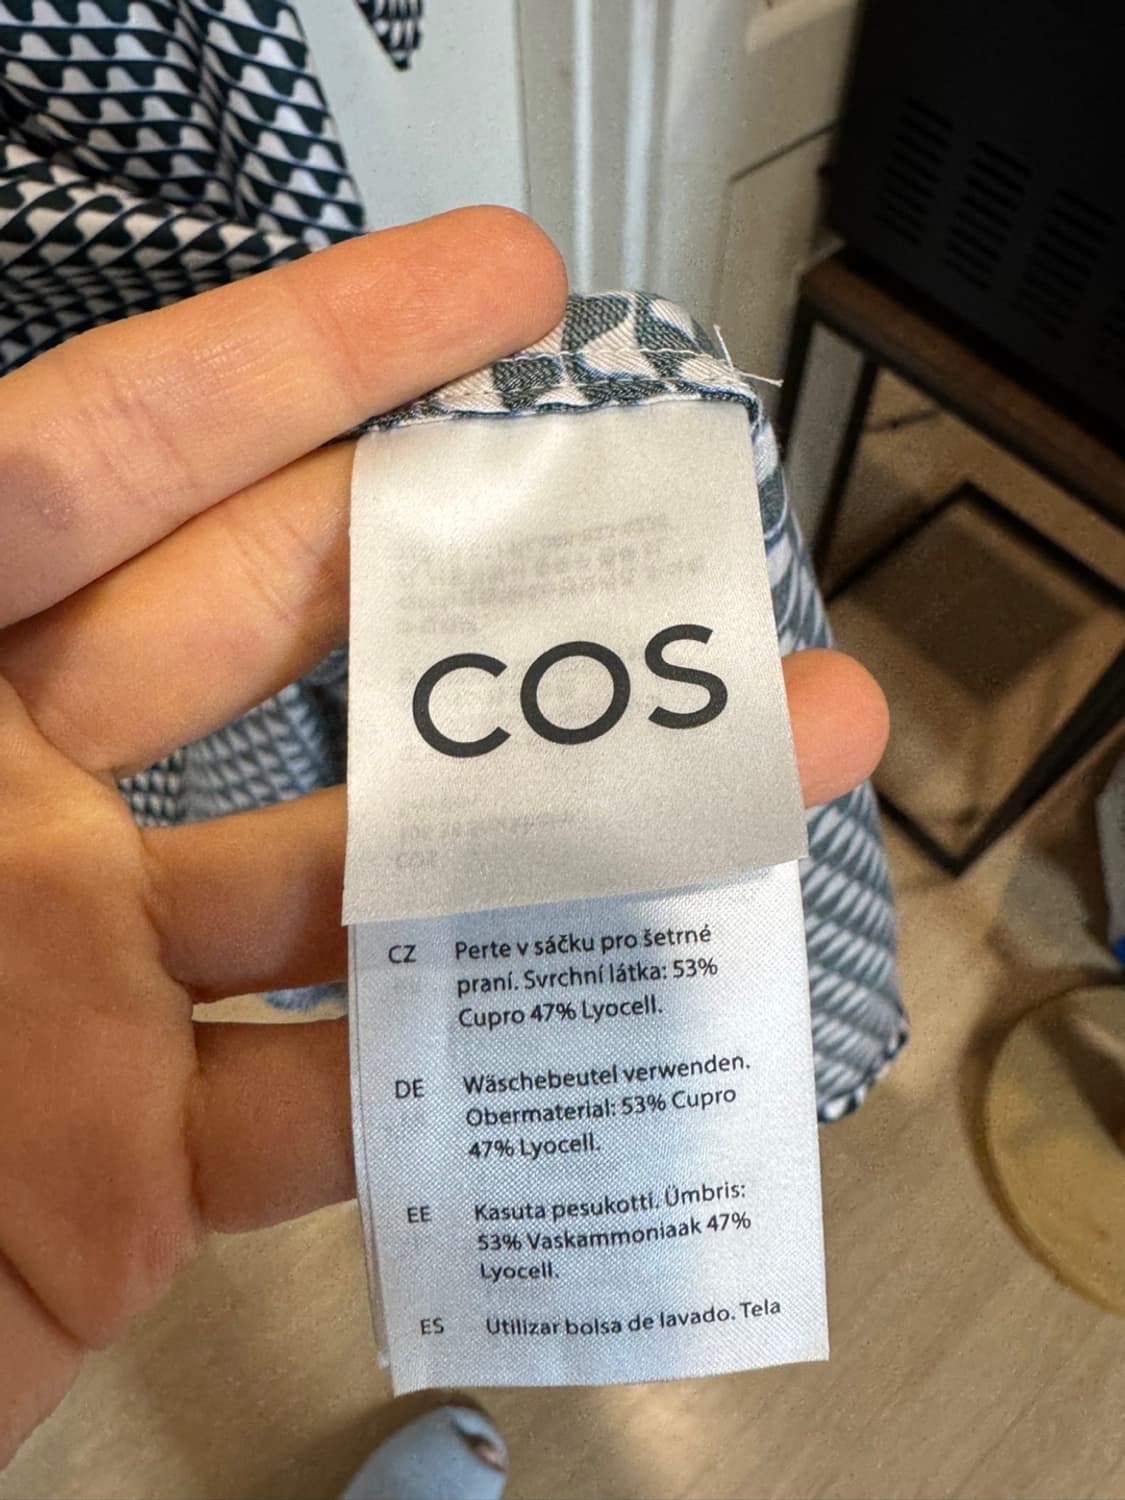 COS
CZ Perte v sáčku pro šetrné
praní. Svrchní látka: 53%
Cupro 47% Lyocell.
DE Wäschebeutel verwenden.
Obermaterial: 53% Cupro
47% Lyocell.
EE Kasuta pesukotti. Ümbris:
53% Vaskammoniaak 47%
Lyocell.
ES Utilizar bolsa de lavado. Tela